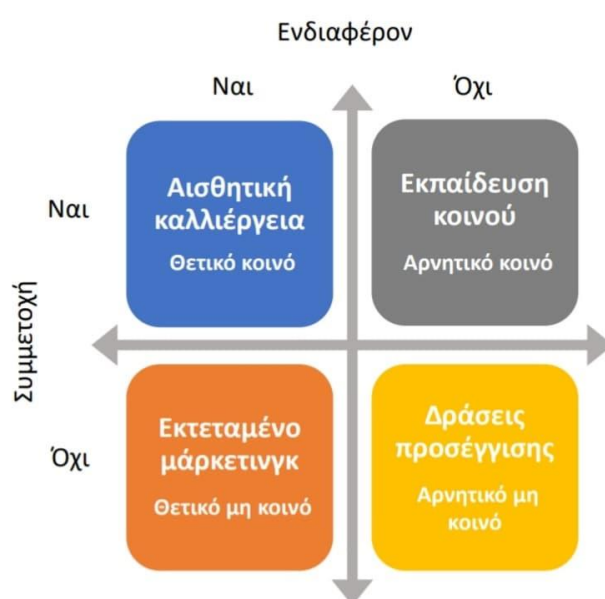 Ενδιαφέρον
Ναι
Όχι
Ναι
Αισθητική
καλλιέργεια
Θετικό κοινό
Εκπαίδευση
κοινού
Αρνητικό κοινό
Συμμετοχή
Όχι
Εκτεταμένο
μάρκετινγκ
Θετικό μη κοινό
Δράσεις
προσέγγισης
Αρνητικό μη
κοινό